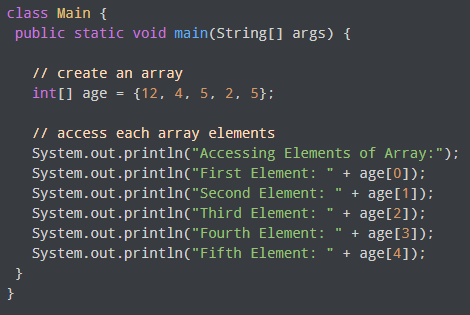 class Main {
 public static void main(String[] args) {

   // create an array
   int[] age = {12, 4, 5, 2, 5};

   // access each array elements
   System.out.println("Accessing Elements of Array:");
   System.out.println("First Element: " + age[0]);
   System.out.println("Second Element: " + age[1]);
   System.out.println("Third Element: " + age[2]);
   System.out.println("Fourth Element: " + age[3]);
   System.out.println("Fifth Element: " + age[4]);
 }
}